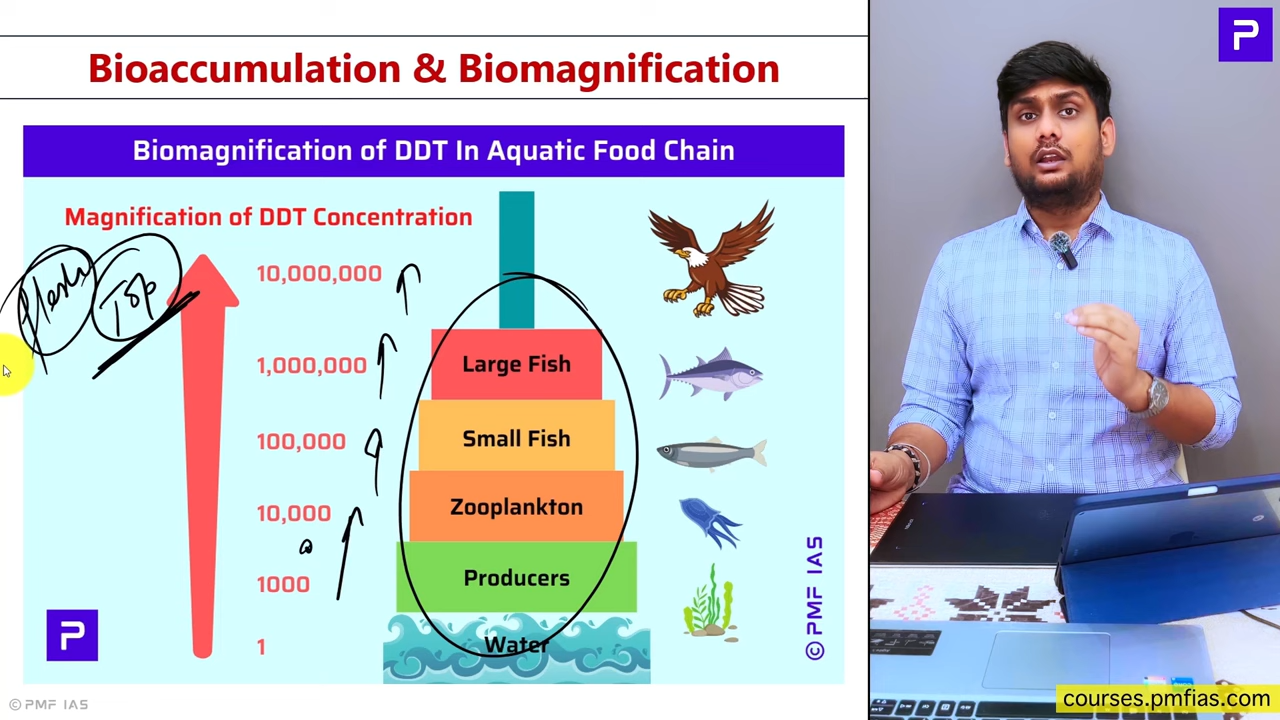 Bioaccumulation & Biomagnification
Biomagnification of DDT In Aquatic Food Chain
Magnification of DDT Concentration
10,000,000
1,000,000
100,000
10,000
1000
1
Top
Large Fish
Small Fish
Zooplankton
Producers
Water
© PMF IAS
P
P
© PMF IAS
courses.pmfias.com